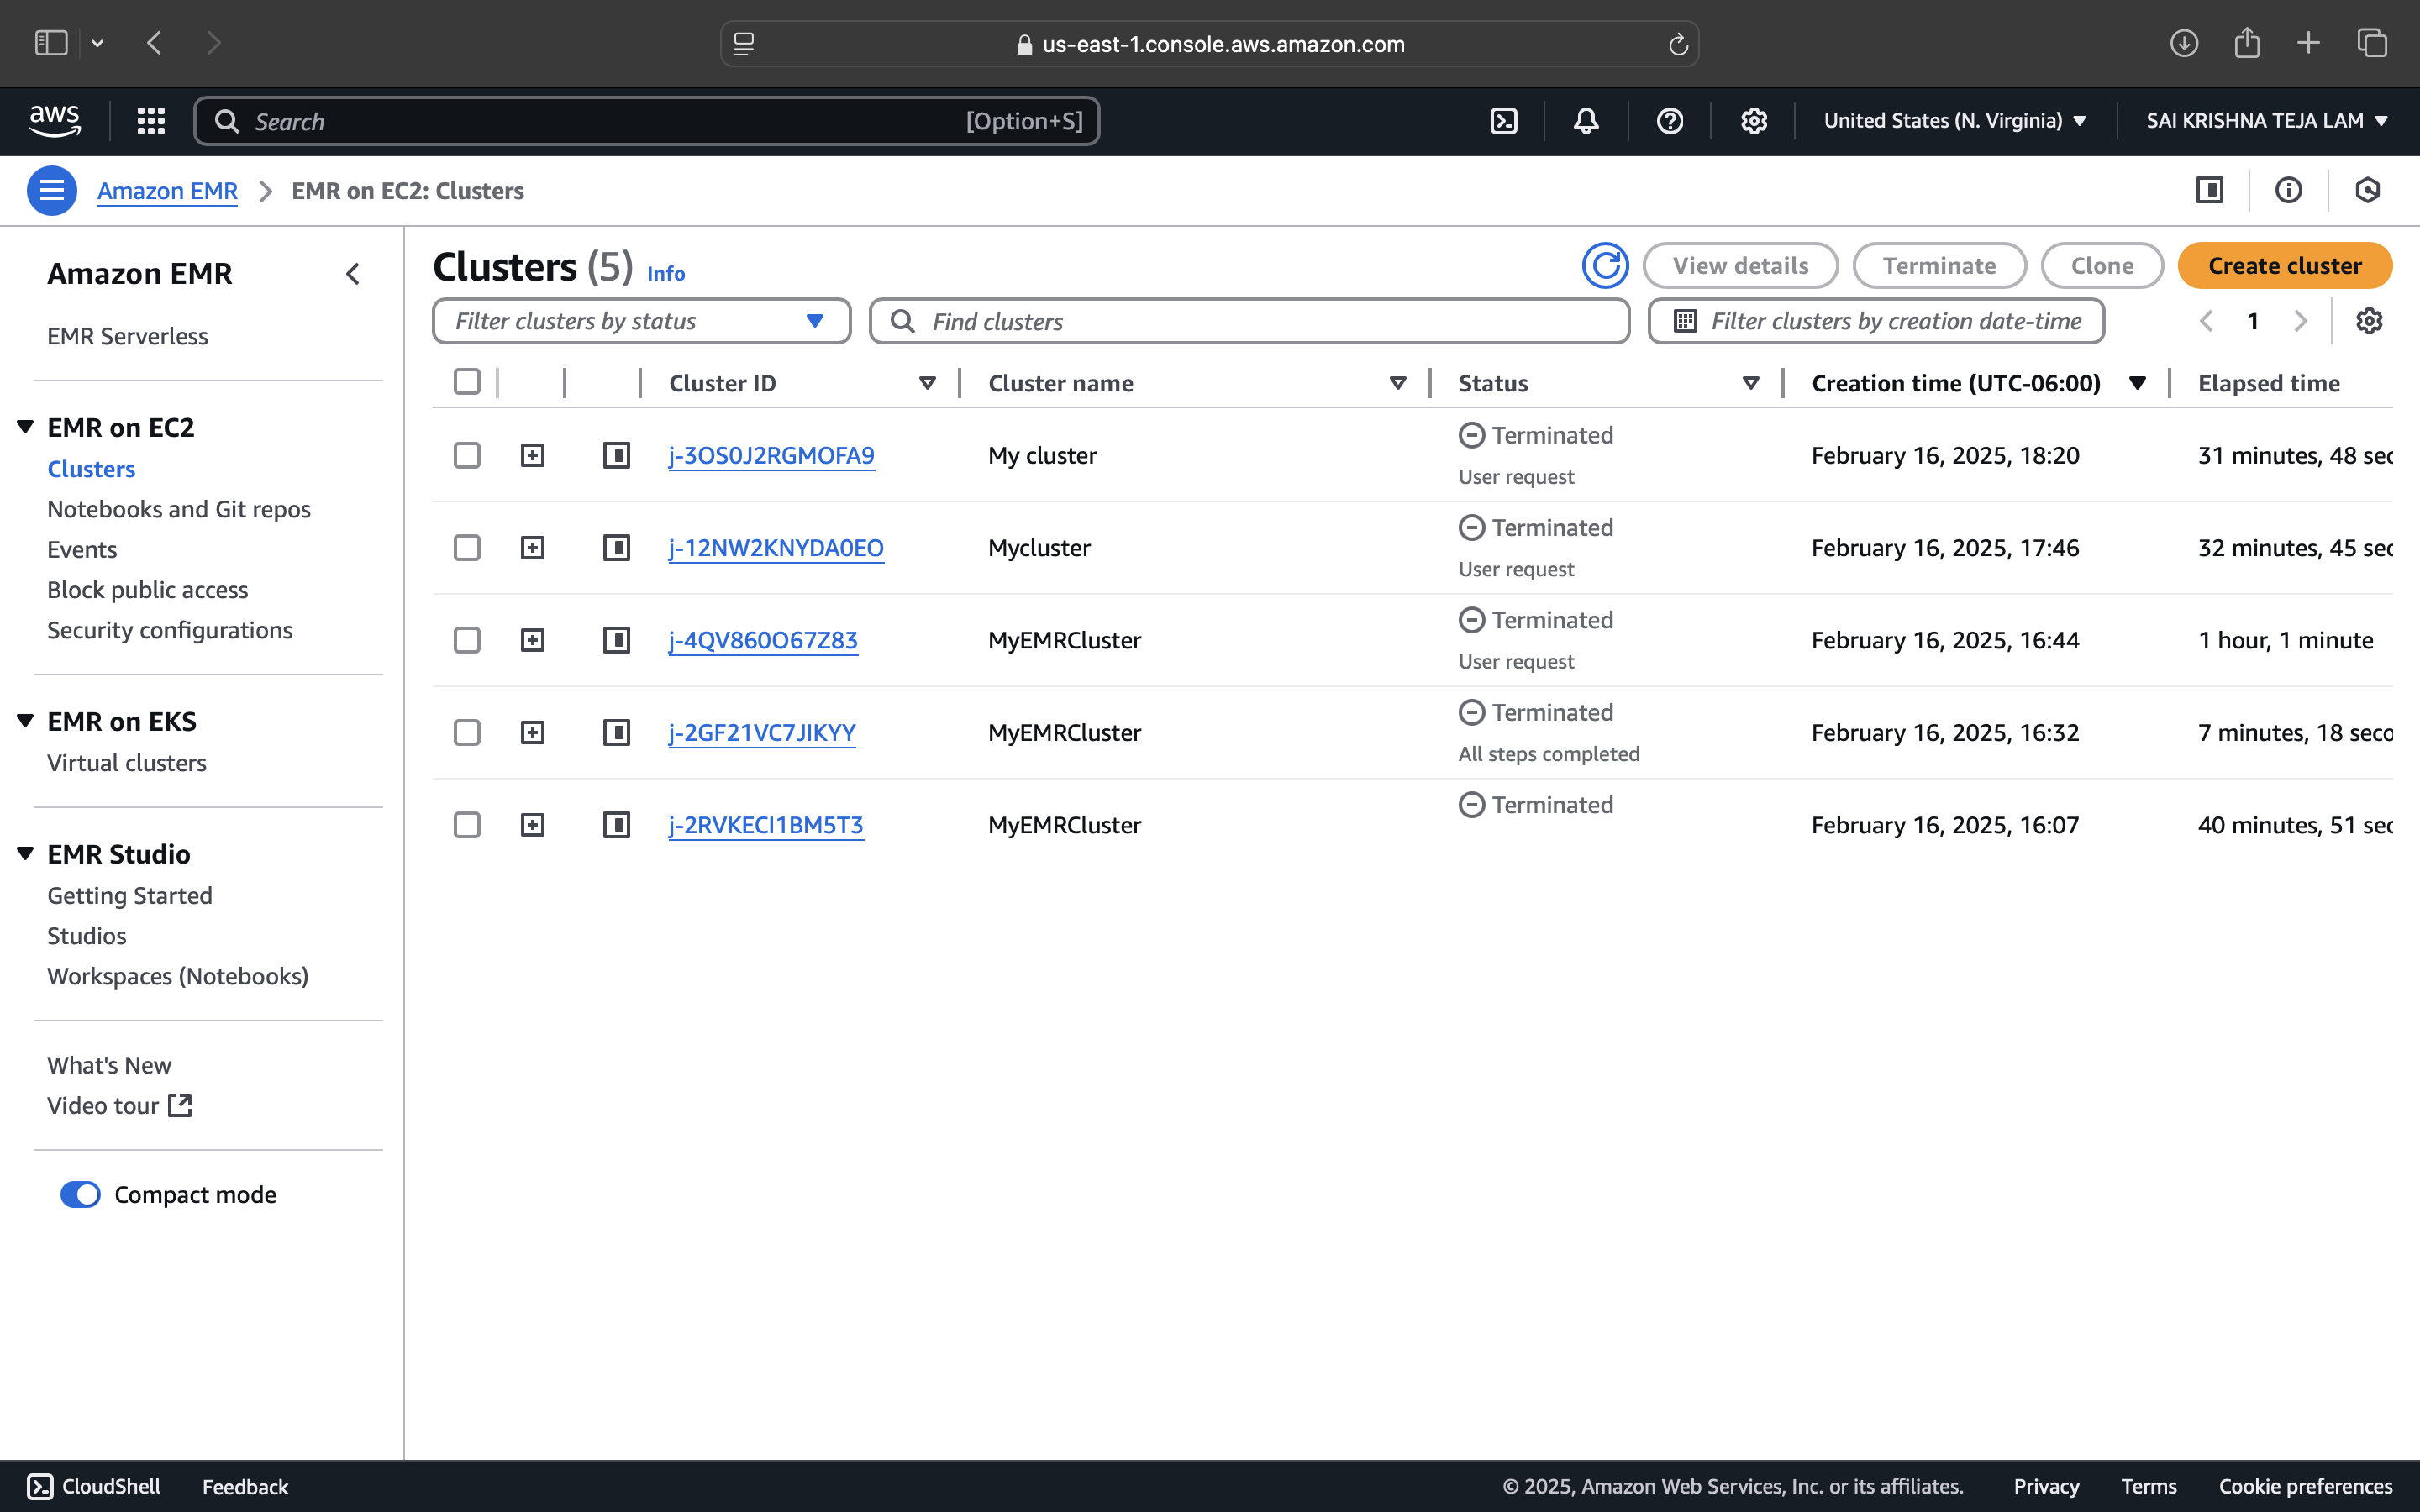 us-east-1.console.aws.amazon.com
aws
Search [Option+S]
United States (N. Virginia)
SAI KRISHNA TEJA LAM
Amazon EMR
EMR on EC2: Clusters
Amazon EMR
EMR Serverless
EMR on EC2
Clusters
Notebooks and Git repos
Events
Block public access
Security configurations
EMR on EKS
Virtual clusters
EMR Studio
Getting Started
Studios
Workspaces (Notebooks)
What's New
Video tour
Compact mode
Clusters (5) Info
View details
Terminate
Clone
Create cluster
Filter clusters by status
Find clusters
Filter clusters by creation date-time
1
Cluster ID Cluster name Status Creation time (UTC-06:00) Elapsed time
j-3OS0J2RGMOFA9 My cluster Terminated February 16, 2025, 18:20 31 minutes, 48 sec
User request
j-12NW2KNYDA0EO Mycluster Terminated February 16, 2025, 17:46 32 minutes, 45 sec
User request
j-4QV860O67Z83 MyEMRCluster Terminated February 16, 2025, 16:44 1 hour, 1 minute
User request
j-2GF21VC7JIKYY MyEMRCluster Terminated February 16, 2025, 16:32 7 minutes, 18 seco
All steps completed
j-2RVKECI1BM5T3 MyEMRCluster Terminated February 16, 2025, 16:07 40 minutes, 51 sec
CloudShell
Feedback
© 2025, Amazon Web Services, Inc. or its affiliates.
Privacy
Terms
Cookie preferences